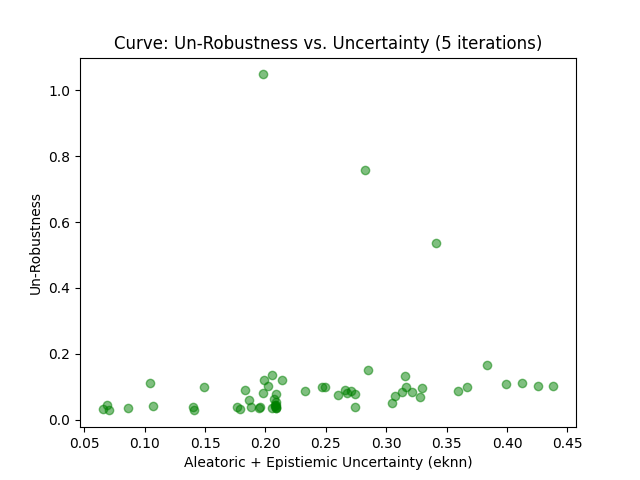 Curve: Un-Robustness vs. Uncertainty (5 iterations)
1.0
0.8
0.6
0.4
0.2
0.0
Un-Robustness
0.05 0.10 0.15 0.20 0.25 0.30 0.35 0.40 0.45
Aleatoric + Epistiemic Uncertainty (eknn)